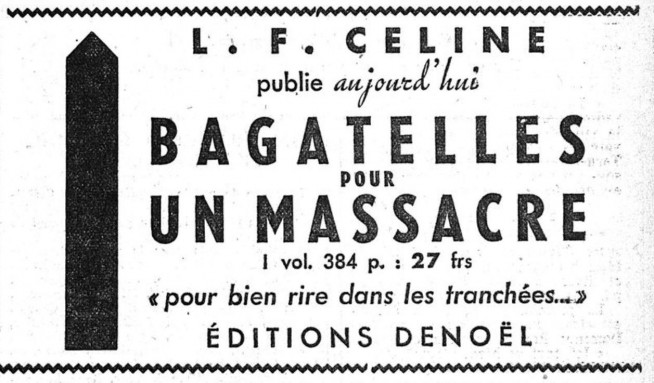 L. F. CELINE
publie aujourd'hui
BAGATELLES
POUR
UN MASSACRE
1 vol. 384 p. : 27 frs
« pour bien rire dans les tranchées... »
ÉDITIONS DENOËL